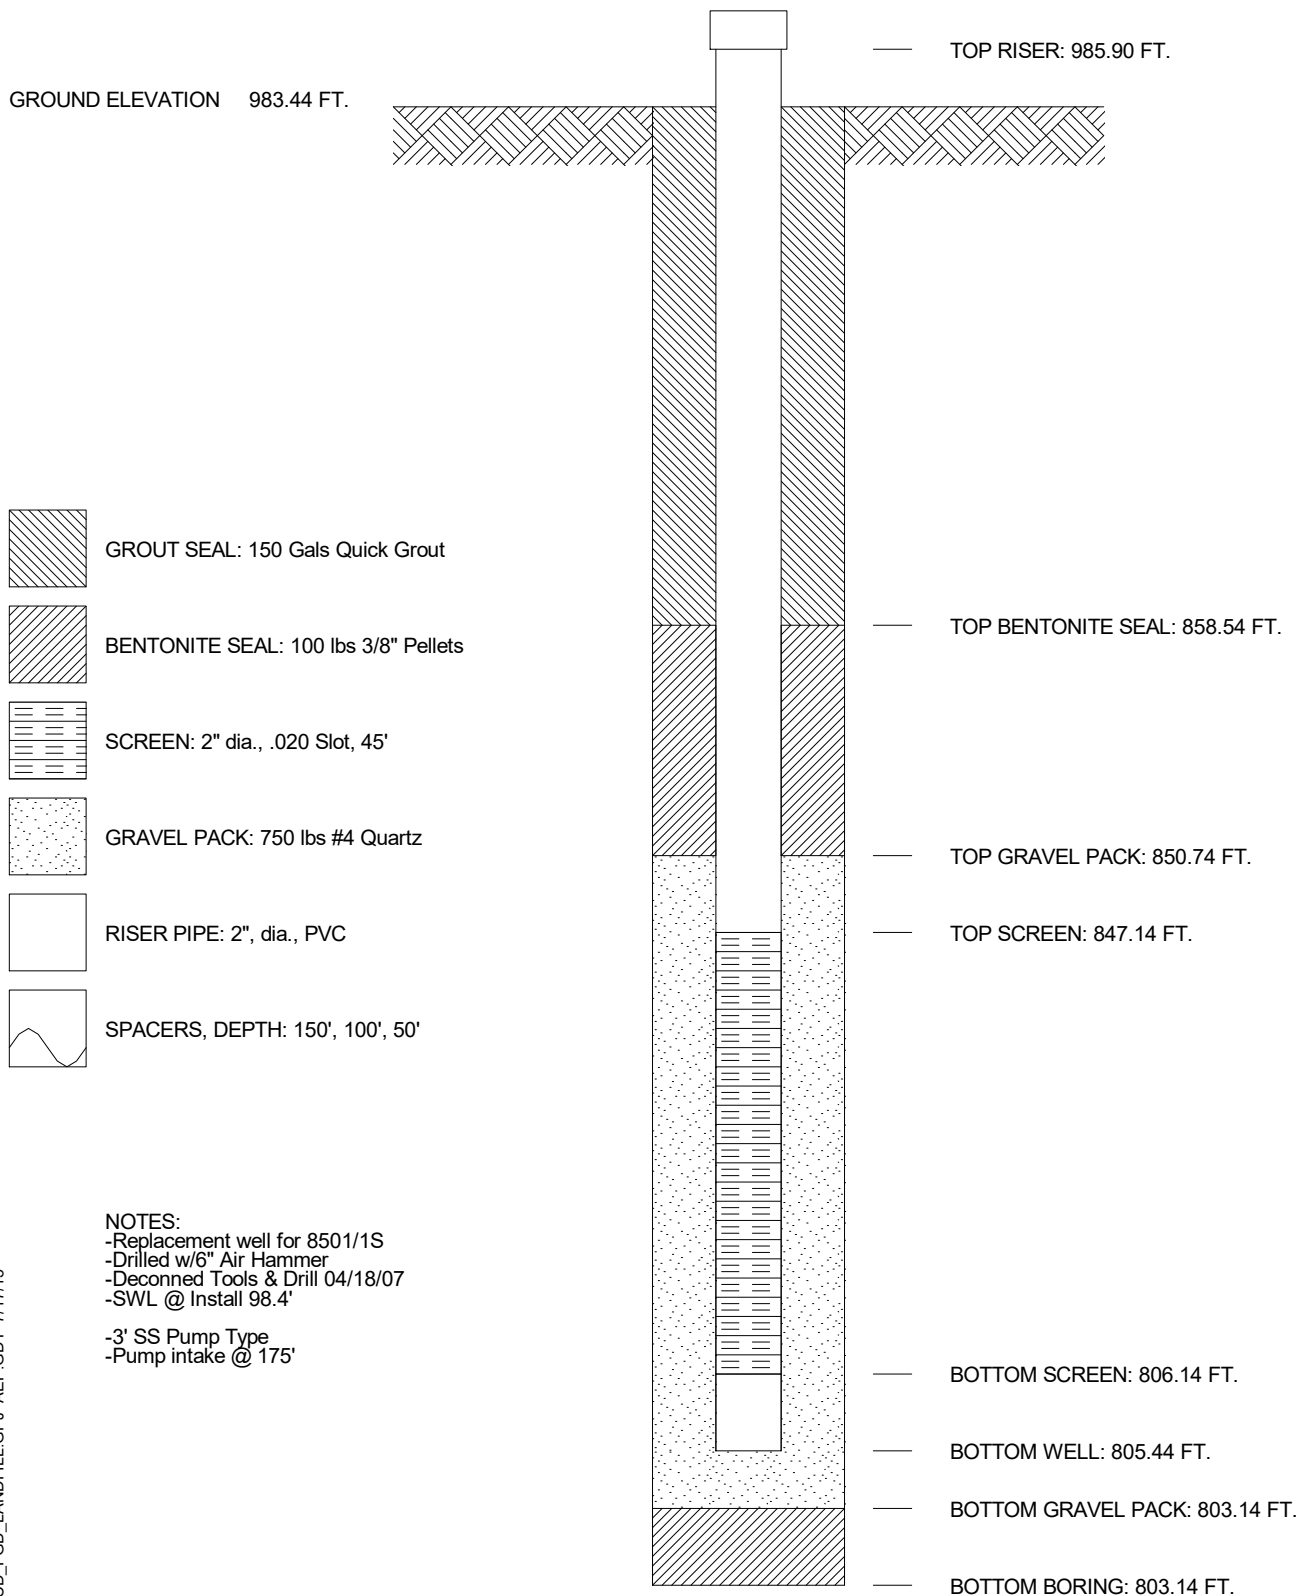 TOP RISER: 985.90 FT.
GROUND ELEVATION 983.44 FT.
GROUT SEAL: 150 Gals Quick Grout
TOP BENTONITE SEAL: 858.54 FT.
BENTONITE SEAL: 100 lbs 3/8" Pellets
SCREEN: 2" dia., .020 Slot, 45'
GRAVEL PACK: 750 lbs #4 Quartz
TOP GRAVEL PACK: 850.74 FT.
RISER PIPE: 2", dia., PVC
TOP SCREEN: 847.14 FT.
SPACERS, DEPTH: 150', 100', 50'
NOTES:
-Replacement well for 8501/1S
-Drilled w/6" Air Hammer
-Deconned Tools & Drill 04/18/07
-SWL @ Install 98.4'
-3' SS Pump Type
-Pump intake @ 175'
BOTTOM SCREEN: 806.14 FT.
BOTTOM WELL: 805.44 FT.
BOTTOM GRAVEL PACK: 803.14 FT.
BOTTOM BORING: 803.14 FT.